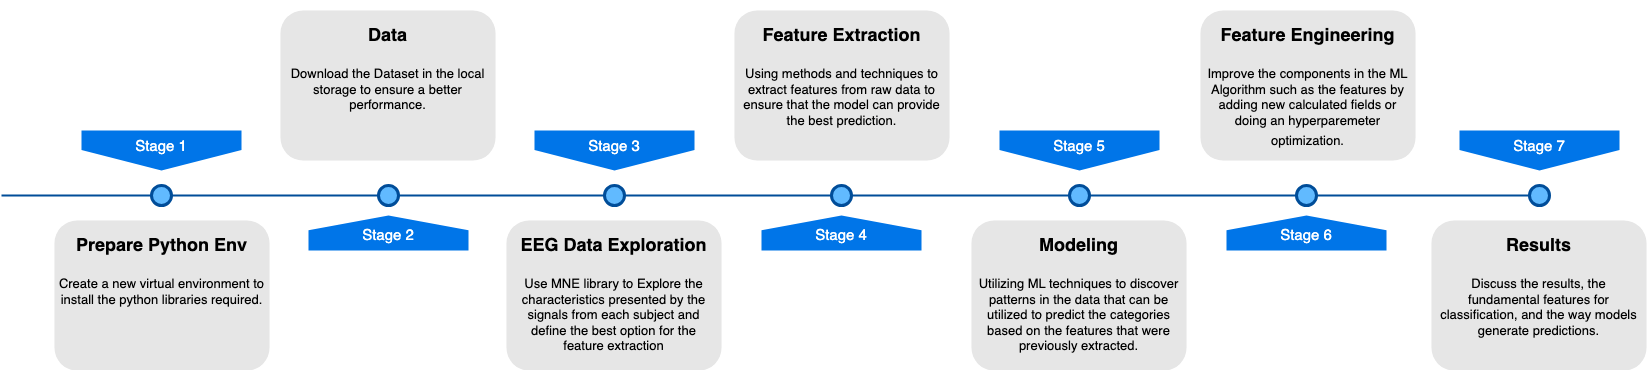 Stage 1
Prepare Python Env
Create a new virtual environment to
install the python libraries required.
Data
Download the Dataset in the local
storage to ensure a better
performance.
Stage 2
Stage 3
EEG Data Exploration
Use MNE library to Explore the
characteristics presented by the
signals from each subject and
define the best option for the
feature extraction
Feature Extraction
Using methods and techniques to
extract features from raw data to
ensure that the model can provide
the best prediction.
Stage 4
Stage 5
Modeling
Utilizing ML techniques to discover
patterns in the data that can be
utilized to predict the categories
based on the features that were
previously extracted.
Feature Engineering
Improve the components in the ML
Algorithm such as the features by
adding new calculated fields or
doing an hyperparemeter
optimization.
Stage 6
Stage 7
Results
Discuss the results, the
fundamental features for
classification, and the way models
generate predictions.